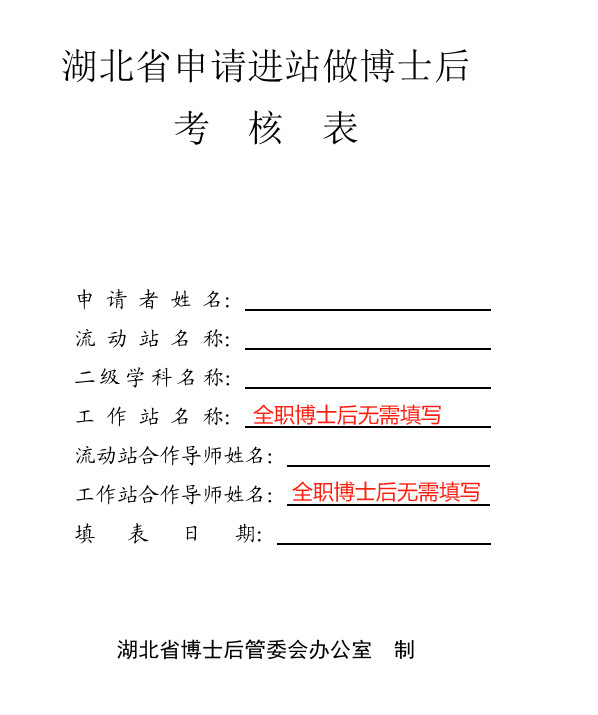 湖北省申请进站做博士后
考 核 表
申请者姓名：
流动站名称：
二级学科名称：
工作站名称： 全职博士后无需填写
流动站合作导师姓名：
工作站合作导师姓名： 全职博士后无需填写
填 表 日 期：
湖北省博士后管委会办公室 制